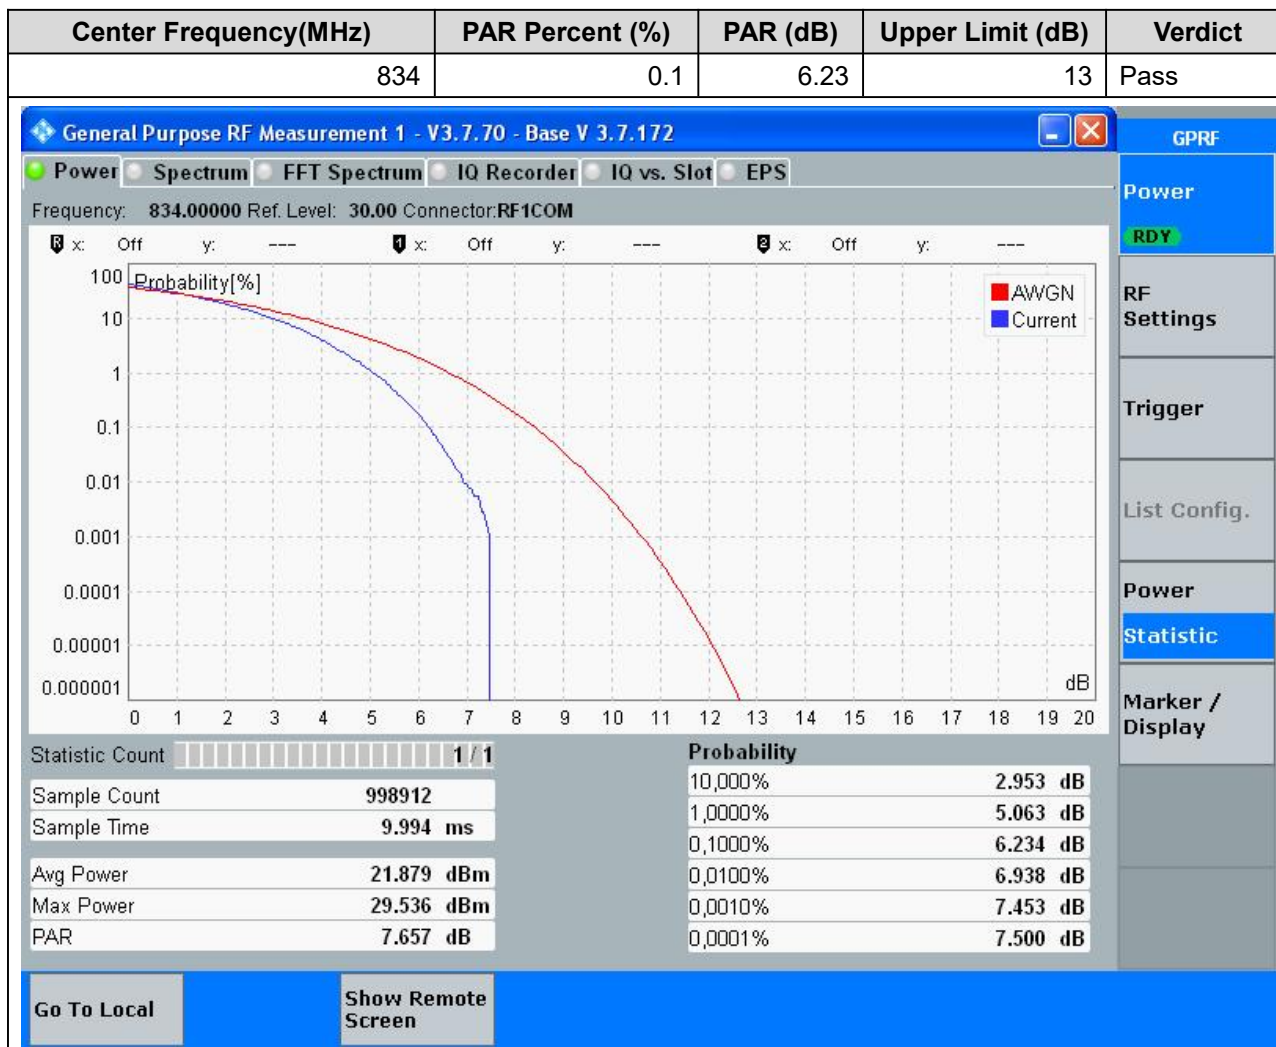 Center Frequency(MHz) PAR Percent (%) PAR (dB) Upper Limit (dB) Verdict
834 0.1 6.23 13 Pass
General Purpose RF Measurement 1 - V3.7.70 - Base V 3.7.172
GPRF
Power Spectrum FFT Spectrum IQ Recorder IQ vs. Slot EPS
Frequency: 834.00000 Ref. Level: 30.00 Connector:RF1COM
R x: Off y: --- 1 x: Off y: --- 2 x: Off y: ---
Probability[%]
100
10
1
0.1
0.01
0.001
0.0001
0.00001
0.000001
AWGN
Current
dB
0 1 2 3 4 5 6 7 8 9 10 11 12 13 14 15 16 17 18 19 20
Statistic Count 1 / 1
Sample Count 998912
Sample Time 9.994 ms
Avg Power 21.879 dBm
Max Power 29.536 dBm
PAR 7.657 dB
Probability
10,000% 2.953 dB
1,0000% 5.063 dB
0,1000% 6.234 dB
0,0100% 6.938 dB
0,0010% 7.453 dB
0,0001% 7.500 dB
Power
RDY
RF
Settings
Trigger
List Config.
Power
Statistic
Marker /
Display
Go To Local
Show Remote
Screen